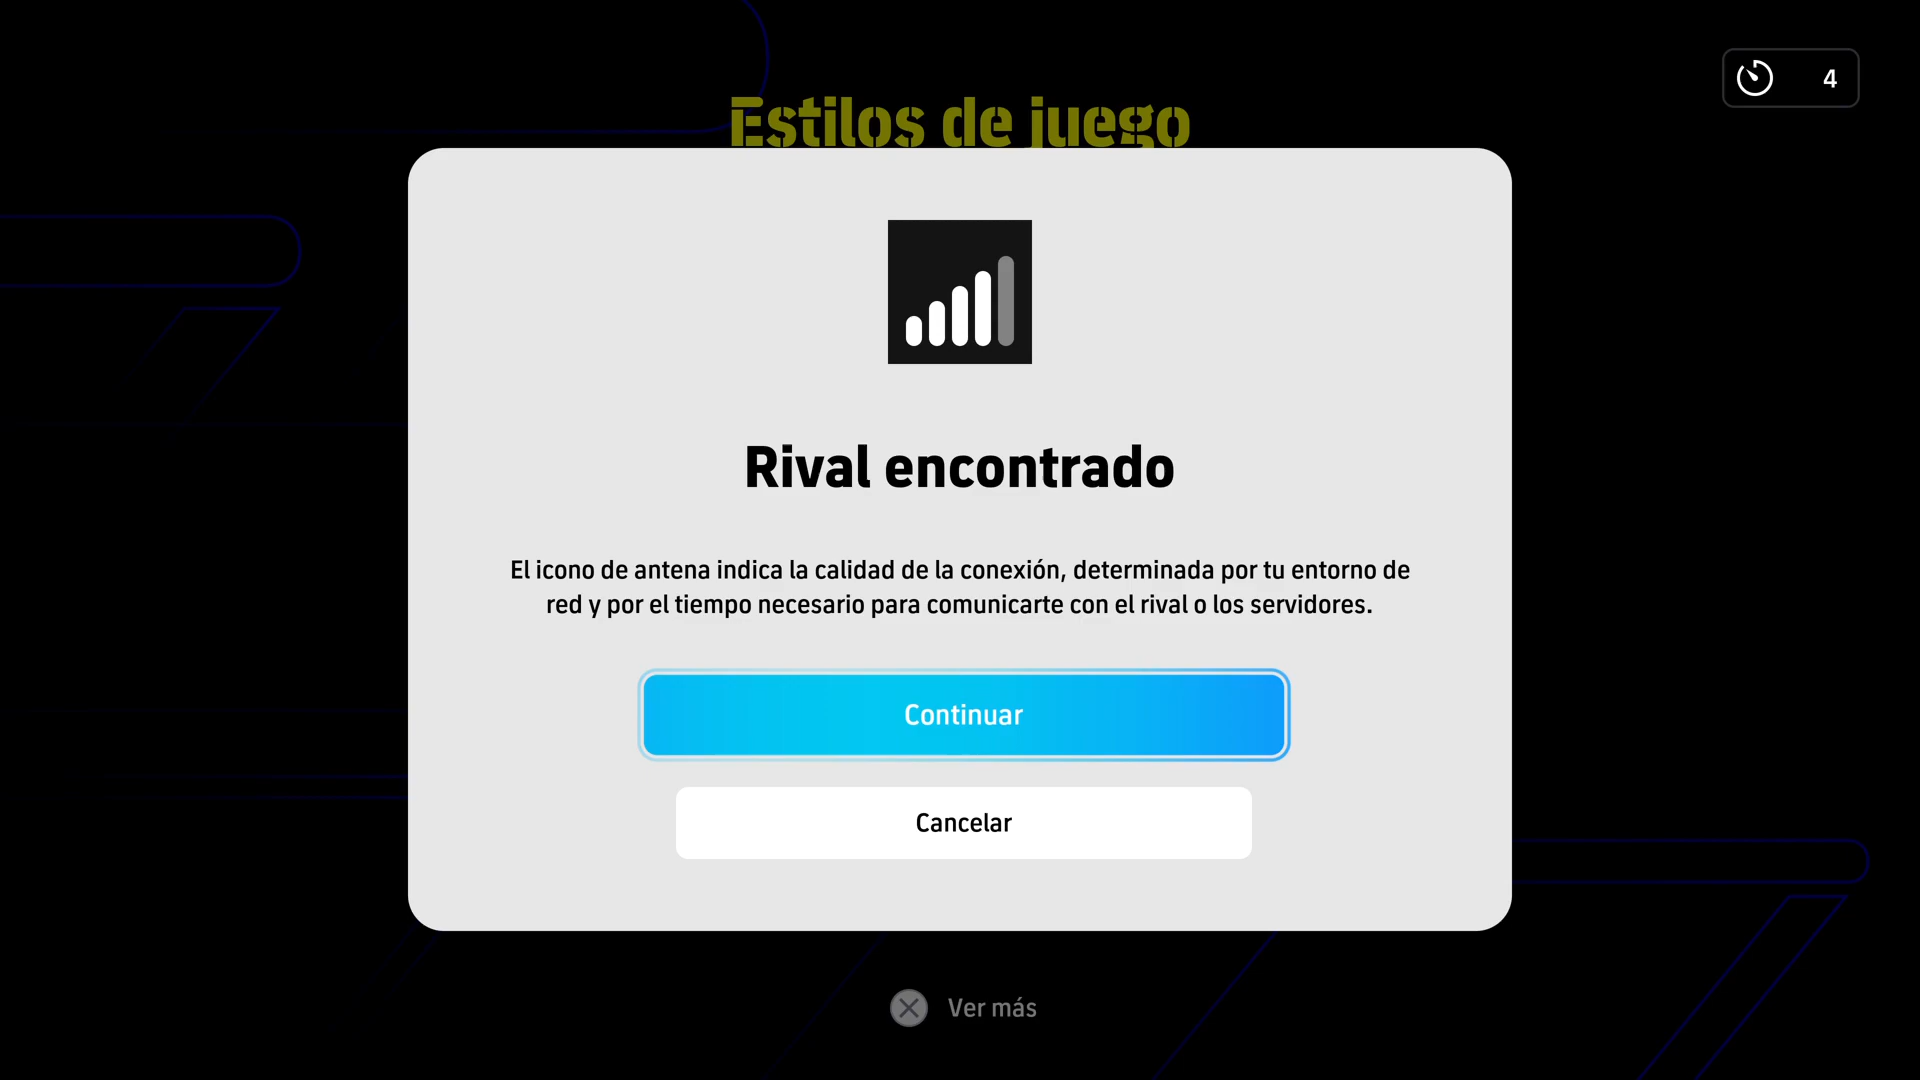 4
Estilos de juego
Rival encontrado
El icono de antena indica la calidad de la conexión, determinada por tu entorno de
red y por el tiempo necesario para comunicarte con el rival o los servidores.
Continuar
Cancelar
Ver más